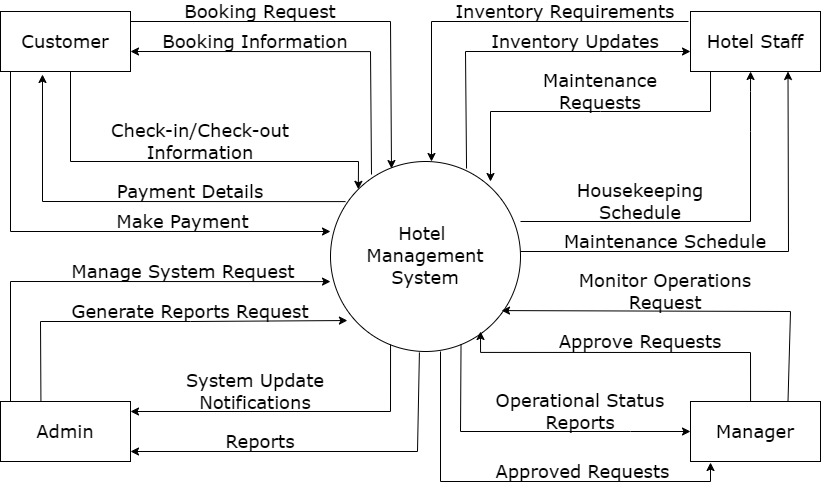 Booking Request
Inventory Requirements
Customer
Booking Information
Inventory Updates
Hotel Staff
Maintenance
Requests
Check-in/Check-out
Information
Payment Details
Housekeeping
Schedule
Make Payment
Hotel
Management
System
Maintenance Schedule
Manage System Request
Monitor Operations
Request
Generate Reports Request
Approve Requests
System Update
Notifications
Operational Status
Reports
Admin
Manager
Reports
Approved Requests